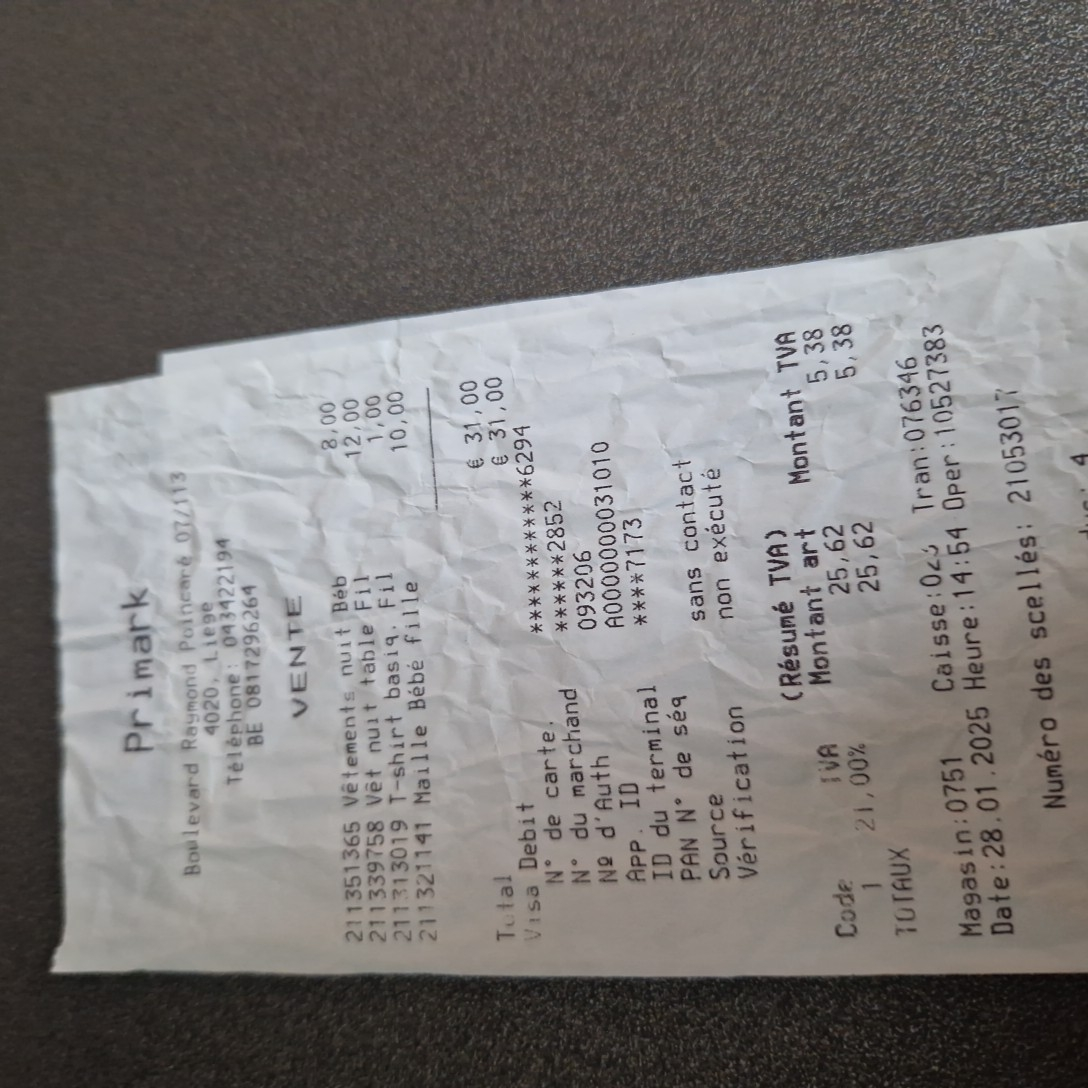 Primark
Boulevard Raymond Poincaré 07/113
4020, Liege
Téléphone: 043422194
BE 0817296264
VENTE
211351365 Vêtements nuit Béb 8,00
211339758 Vêt nuit table Fil 12,00
211313019 T-shirt basiq. Fil 1,00
211321141 Maille Bébé fille 10,00
Total € 31,00
Visa Debit € 31,00
N° de carte. ************6294
N° du marchand ******2852
Nº d'Auth 093206
APP. ID A0000000031010
ID du terminal ****7173
PAN N° de séq
Source sans contact
Vérification non exécuté
(Résumé TVA)
Code TVA Montant art Montant TVA
1 21,00% 25,62 5,38
TOTAUX 25,62 5,38
Magasin:0751 Caisse: Tran:076346
Date:28.01.2025 Heure:14:54 Oper:10527383
Numéro des scellés: 21053017